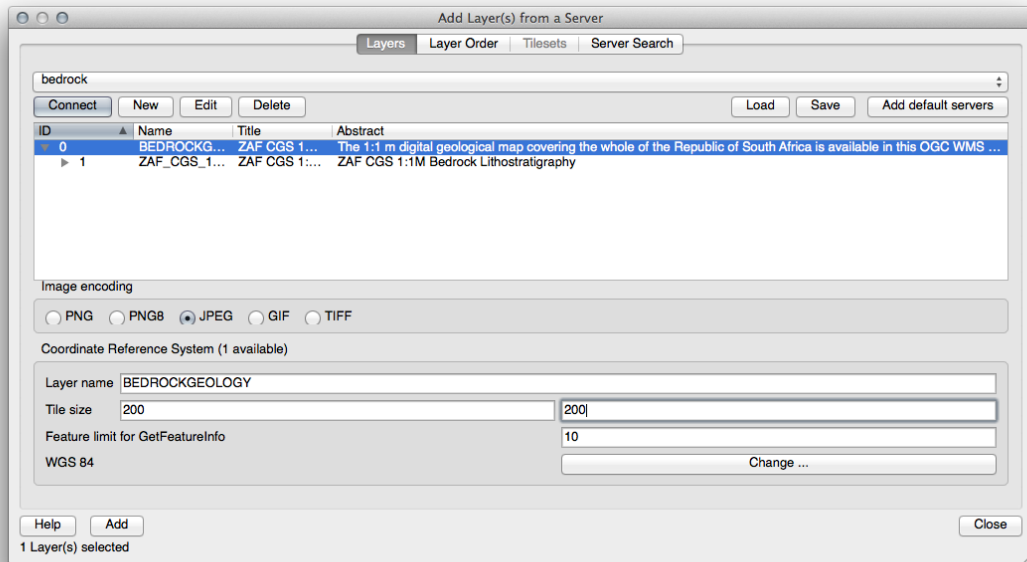 Add Layer(s) from a Server
Layers Layer Order Tilesets Server Search
bedrock
Connect New Edit Delete Load Save Add default servers
ID Name Title Abstract
0 BEDROCKG... ZAF CGS 1... The 1:1 m digital geological map covering the whole of the Republic of South Africa is available in this OGC WMS ...
1 ZAF_CGS_1... ZAF CGS 1:... ZAF CGS 1:1M Bedrock Lithostratigraphy
Image encoding
PNG PNG8 JPEG GIF TIFF
Coordinate Reference System (1 available)
Layer name BEDROCKGEOLOGY
Tile size 200 200
Feature limit for GetFeatureInfo 10
WGS 84 Change ...
Help Add Close
1 Layer(s) selected